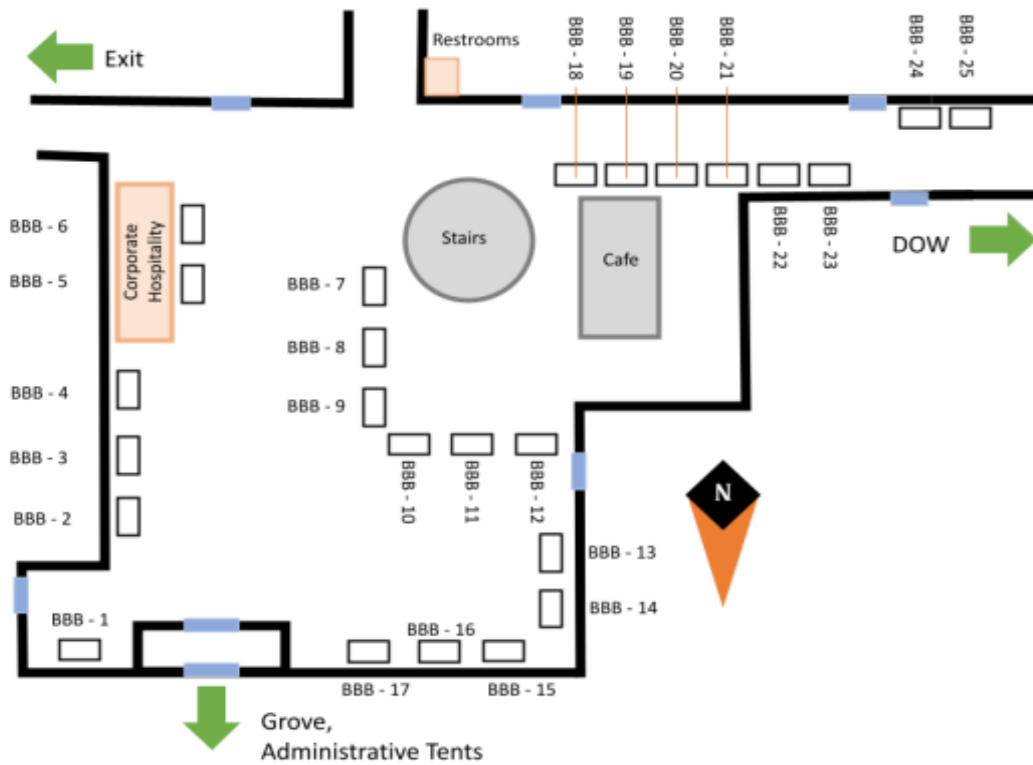 Exit
Restrooms
BBB - 18
BBB - 19
BBB - 20
BBB - 21
BBB - 24
BBB - 25
BBB - 6
BBB - 5
Corporate
Hospitality
Stairs
Cafe
BBB - 22
BBB - 23
DOW
BBB - 7
BBB - 8
BBB - 9
BBB - 4
BBB - 3
BBB - 2
BBB - 10
BBB - 11
BBB - 12
N
BBB - 13
BBB - 14
BBB - 1
BBB - 16
BBB - 17
BBB - 15
Grove,
Administrative Tents